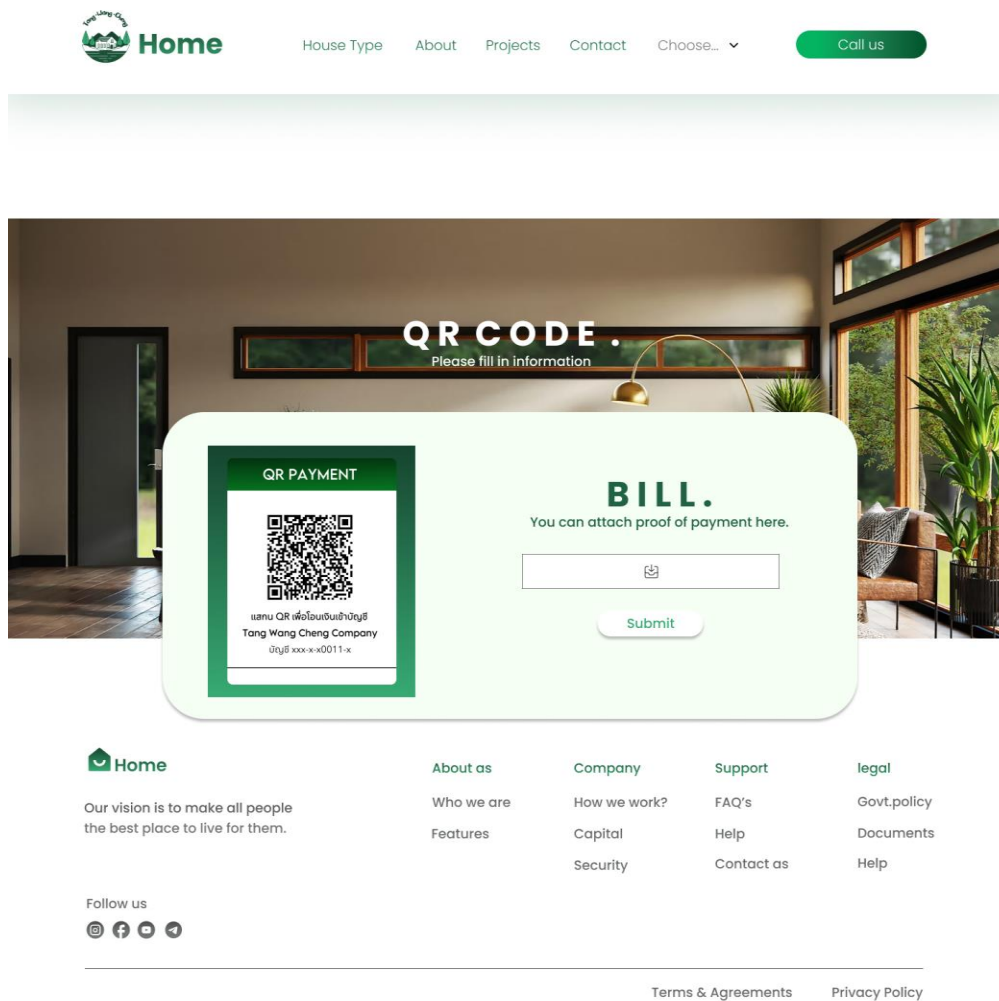 Tang-Wang-Cheng
Home
House Type
About
Projects
Contact
Choose...
Call us
QR CODE .
Please fill in information
QR PAYMENT
แสกน QR เพื่อโอนเงินเข้าบัญชี
Tang Wang Cheng Company
บัญชี xxx-x-x0011-x
BILL.
You can attach proof of payment here.
Submit
Home
Our vision is to make all people
the best place to live for them.
Follow us
About as
Who we are
Features
Company
How we work?
Capital
Security
Support
FAQ's
Help
Contact as
legal
Govt.policy
Documents
Help
Terms & Agreements
Privacy Policy